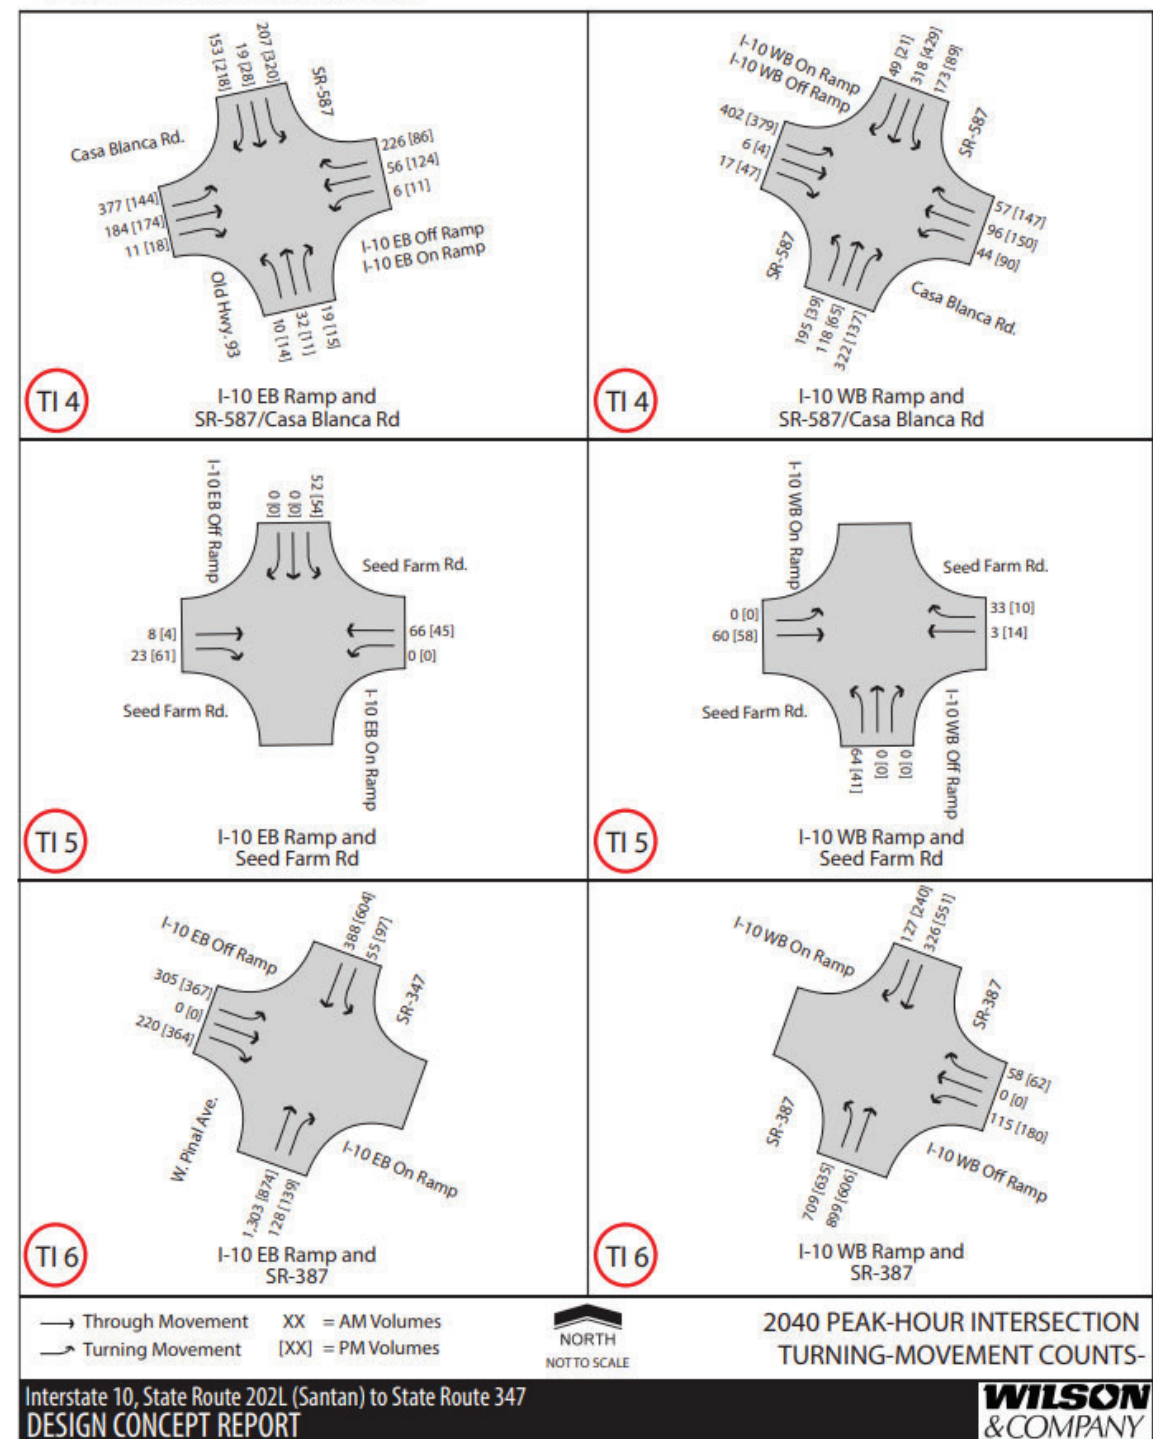 153 [218]
19 [28]
207 [320]
SR-587
Casa Blanca Rd.
226 [86]
56 [124]
6 [11]
377 [144]
184 [174]
11 [18]
I-10 EB Off Ramp
I-10 EB On Ramp
Old Hwy. 93
10 [14]
32 [11]
19 [15]
TI 4
I-10 EB Ramp and
SR-587/Casa Blanca Rd
I-10 WB On Ramp
I-10 WB Off Ramp
49 [21]
318 [429]
173 [89]
SR-587
402 [379]
6 [4]
17 [47]
57 [147]
96 [150]
44 [90]
SR-587
Casa Blanca Rd.
195 [39]
118 [65]
322 [137]
TI 4
I-10 WB Ramp and
SR-587/Casa Blanca Rd
I-10 EB Off Ramp
0 [0]
0 [0]
52 [54]
Seed Farm Rd.
8 [4]
23 [61]
66 [45]
0 [0]
Seed Farm Rd.
I-10 EB On Ramp
TI 5
I-10 EB Ramp and
Seed Farm Rd
I-10 WB On Ramp
Seed Farm Rd.
0 [0]
60 [58]
33 [10]
3 [14]
Seed Farm Rd.
64 [41]
0 [0]
0 [0]
I-10 WB Off Ramp
TI 5
I-10 WB Ramp and
Seed Farm Rd
I-10 EB Off Ramp
388 [604]
55 [97]
SR-347
305 [367]
0 [0]
220 [364]
W. Pinal Ave.
1,303 [874]
128 [139]
I-10 EB On Ramp
TI 6
I-10 EB Ramp and
SR-387
I-10 WB On Ramp
127 [240]
326 [551]
SR-387
58 [62]
0 [0]
115 [180]
SR-387
709 [635]
899 [606]
I-10 WB Off Ramp
TI 6
I-10 WB Ramp and
SR-387
Through Movement XX = AM Volumes
Turning Movement [XX] = PM Volumes
NORTH
NOT TO SCALE
2040 PEAK-HOUR INTERSECTION
TURNING-MOVEMENT COUNTS-
Interstate 10, State Route 202L (Santan) to State Route 347
DESIGN CONCEPT REPORT
WILSON
&COMPANY